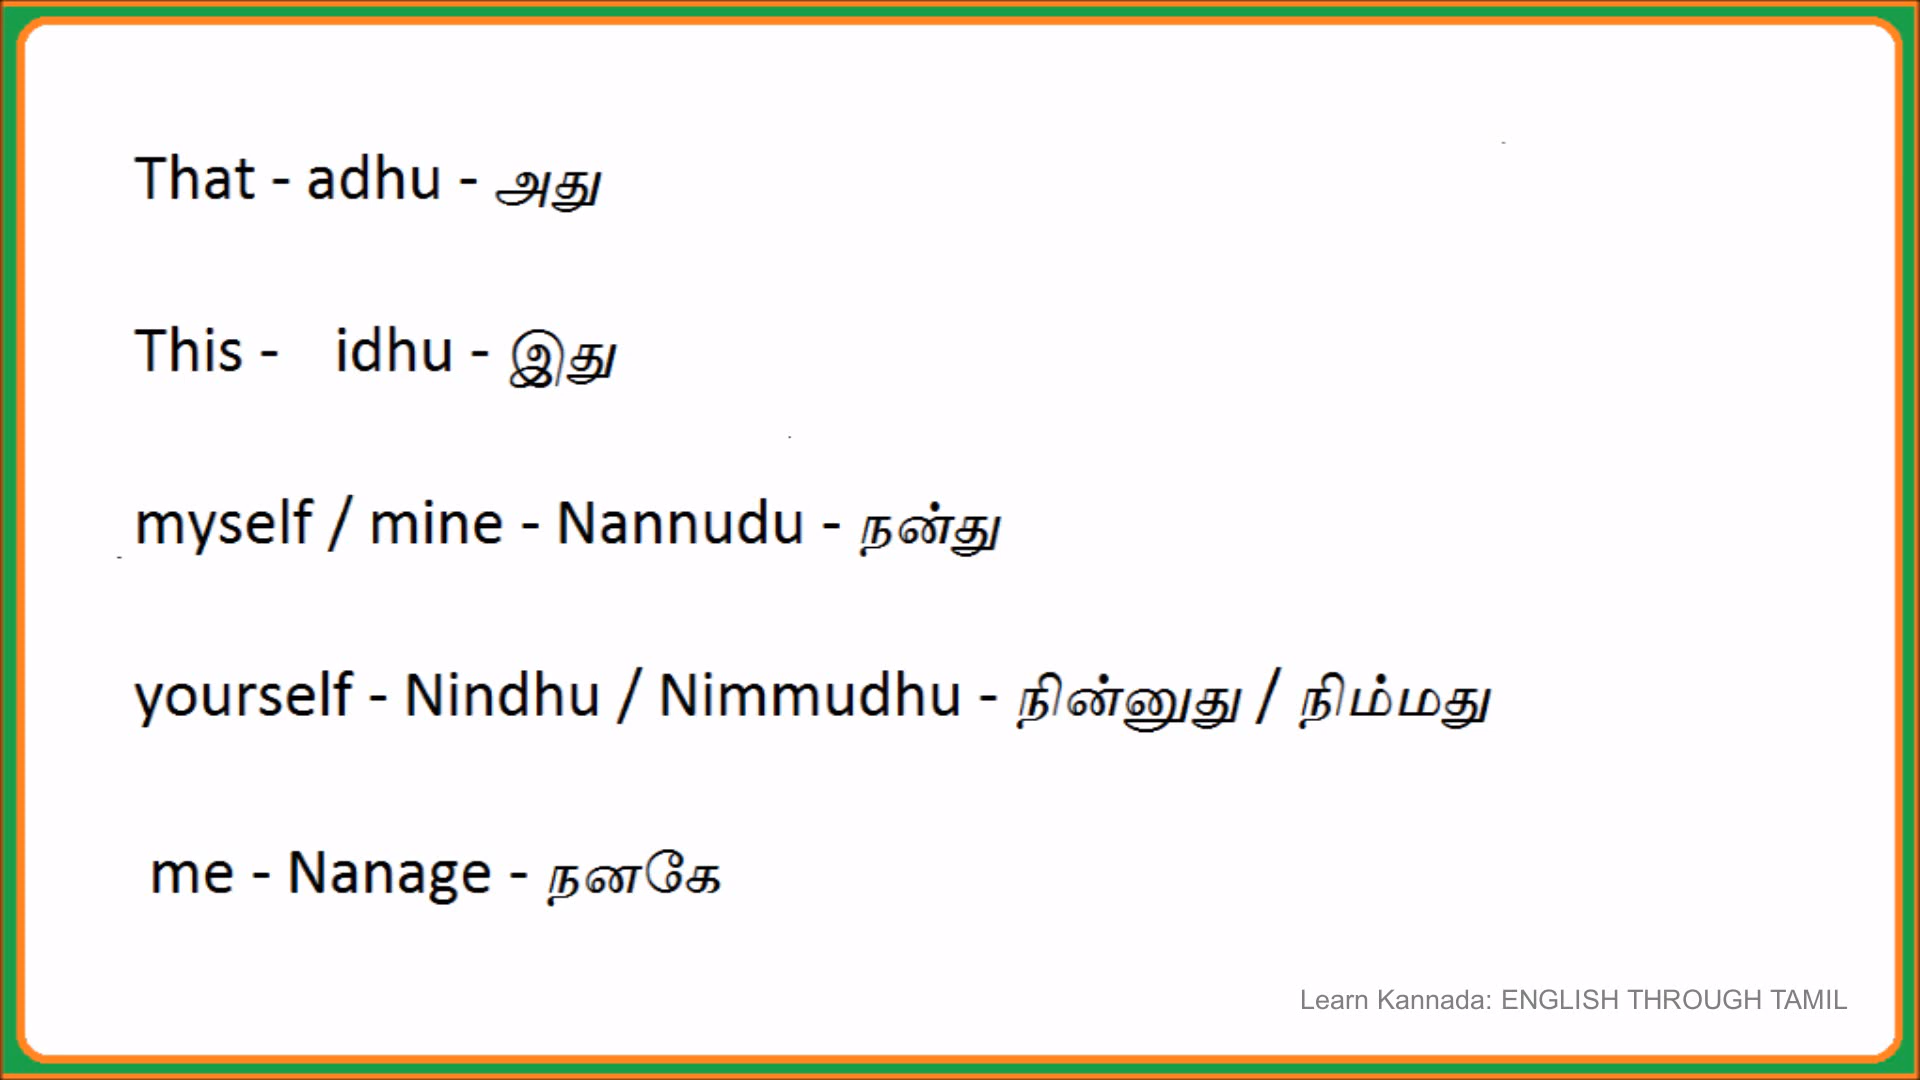 That - adhu - அது
This - idhu - இது
myself / mine - Nannudu - நன்து
yourself - Nindhu / Nimmudhu - நின்னுது / நிம்மது
me - Nanage - நனகே
Learn Kannada: ENGLISH THROUGH TAMIL